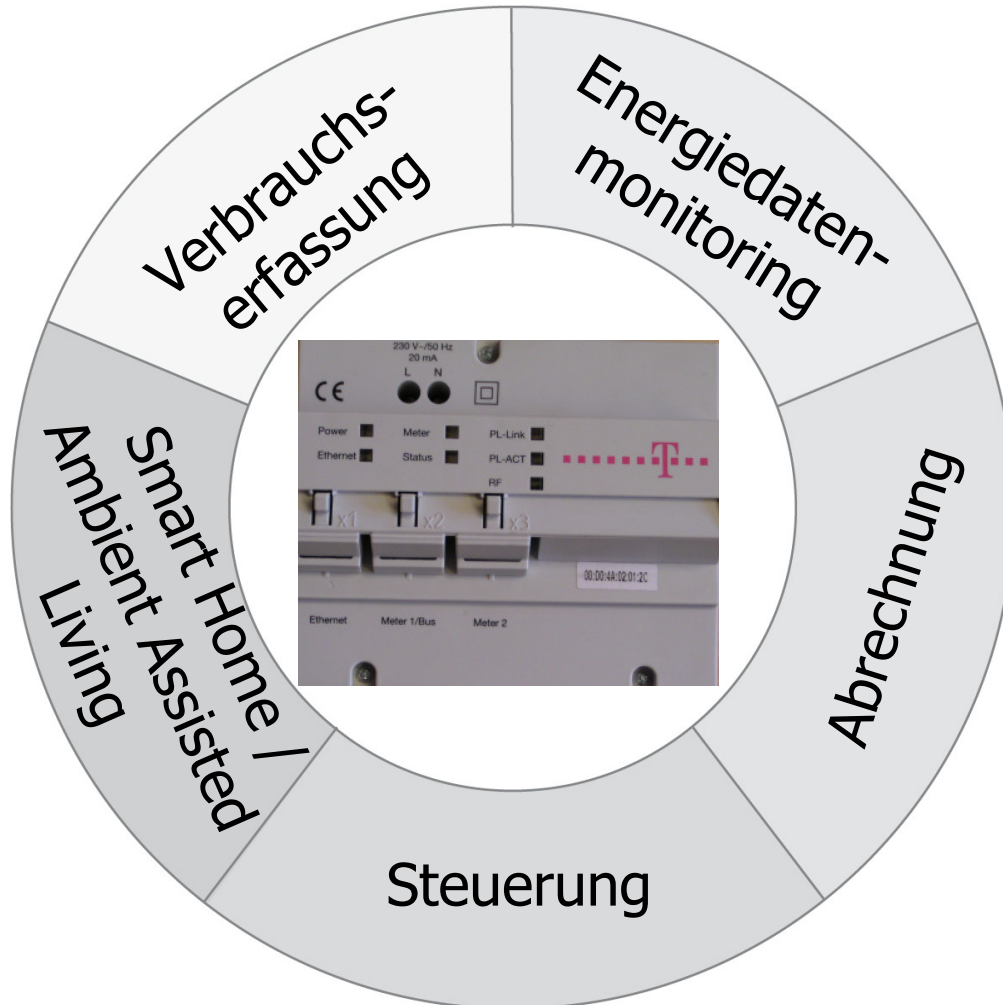 Verbrauchs-
erfassung
Energiedaten-
monitoring
Abrechnung
Steuerung
Smart Home /
Ambient Assisted
Living
230 V~/50 Hz
20 mA
L N
CE
Power Meter PL-Link
Ethernet Status PL-ACT
RF
T
x1 x2 x3
00:D0:4A:02:01:2C
Ethernet Meter 1/Bus Meter 2